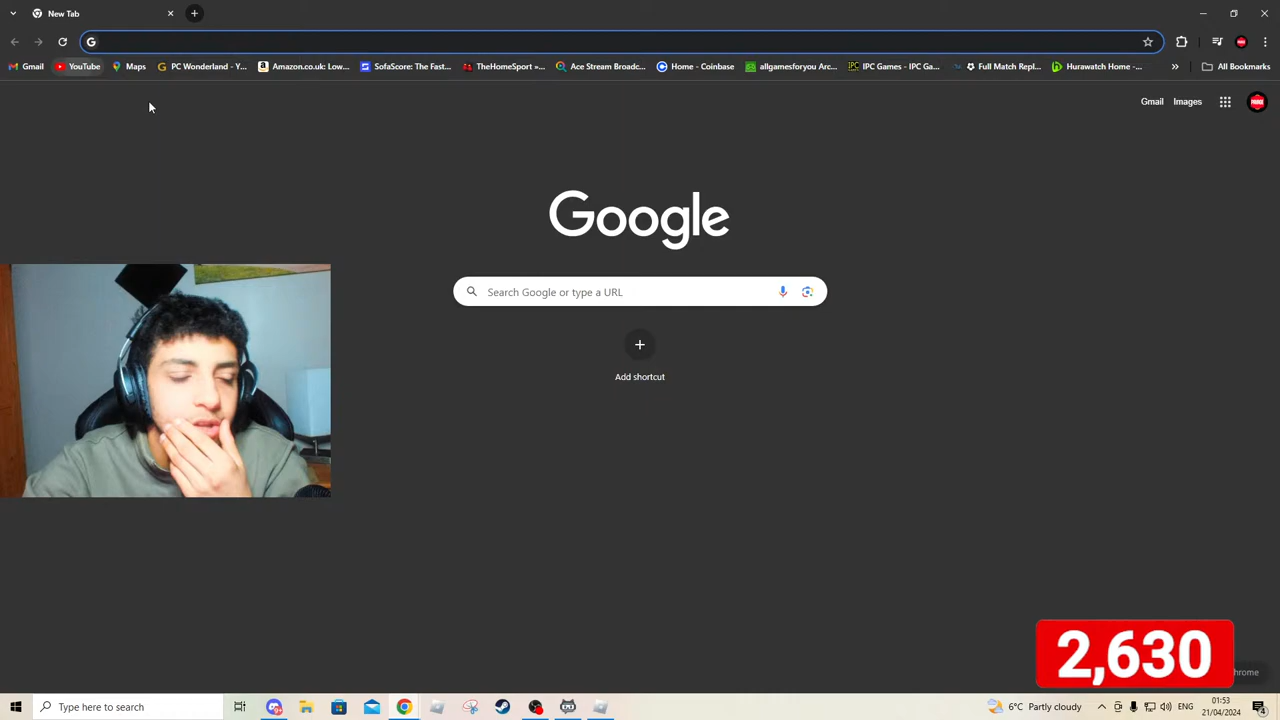 New Tab
Gmail
YouTube
Maps
PC Wonderland - Y...
Amazon.co.uk: Low...
SofaScore: The Fast...
TheHomeSport »...
Ace Stream Broadc...
Home - Coinbase
allgamesforyou Arc...
IPC Games - IPC Ga...
Full Match Repl...
Hurawatch Home -...
»
All Bookmarks
Gmail
Images
Google
Search Google or type a URL
Add shortcut
2,630
hrome
Type here to search
6°C Partly cloudy
ENG
01:53
21/04/2024